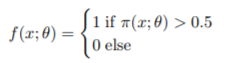 f(x; θ) = { 1 if π(x; θ) > 0.5
0 else